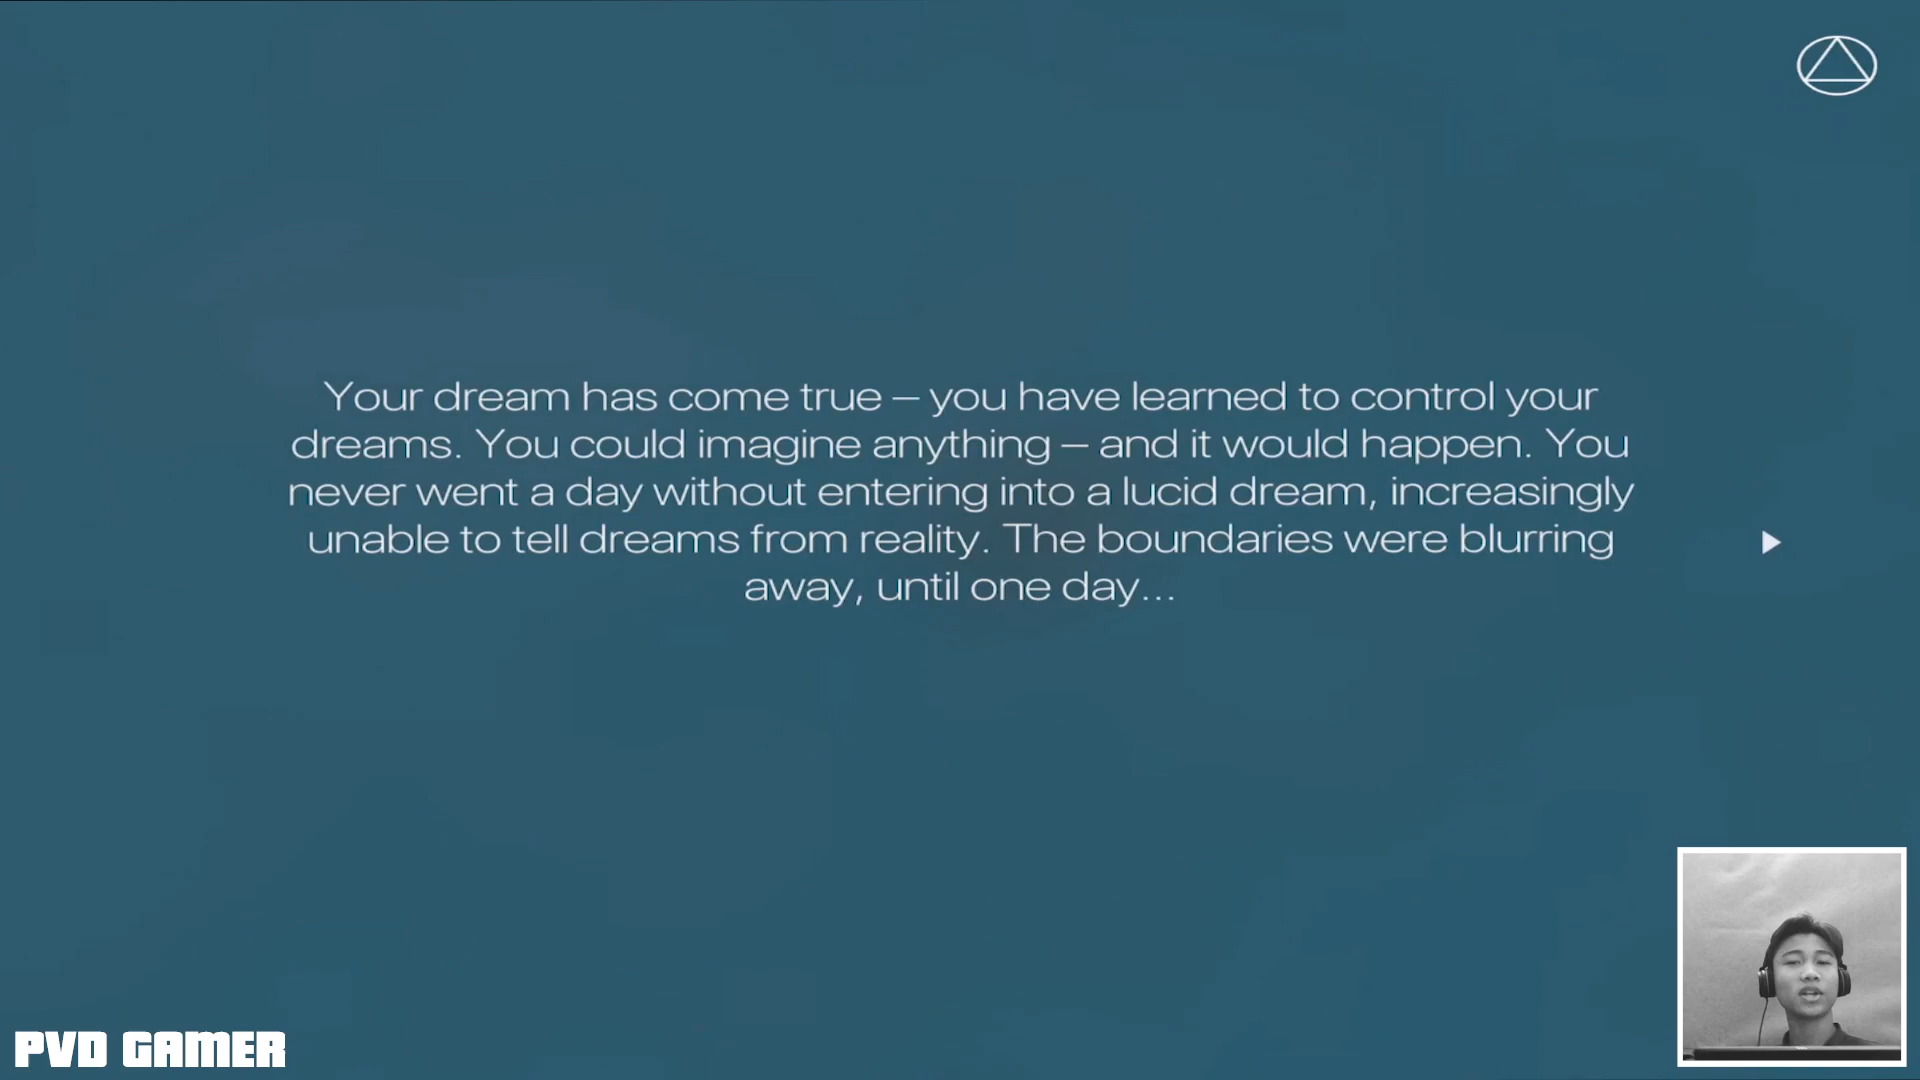 Your dream has come true – you have learned to control your
dreams. You could imagine anything – and it would happen. You
never went a day without entering into a lucid dream, increasingly
unable to tell dreams from reality. The boundaries were blurring
away, until one day...
PVD GAMER